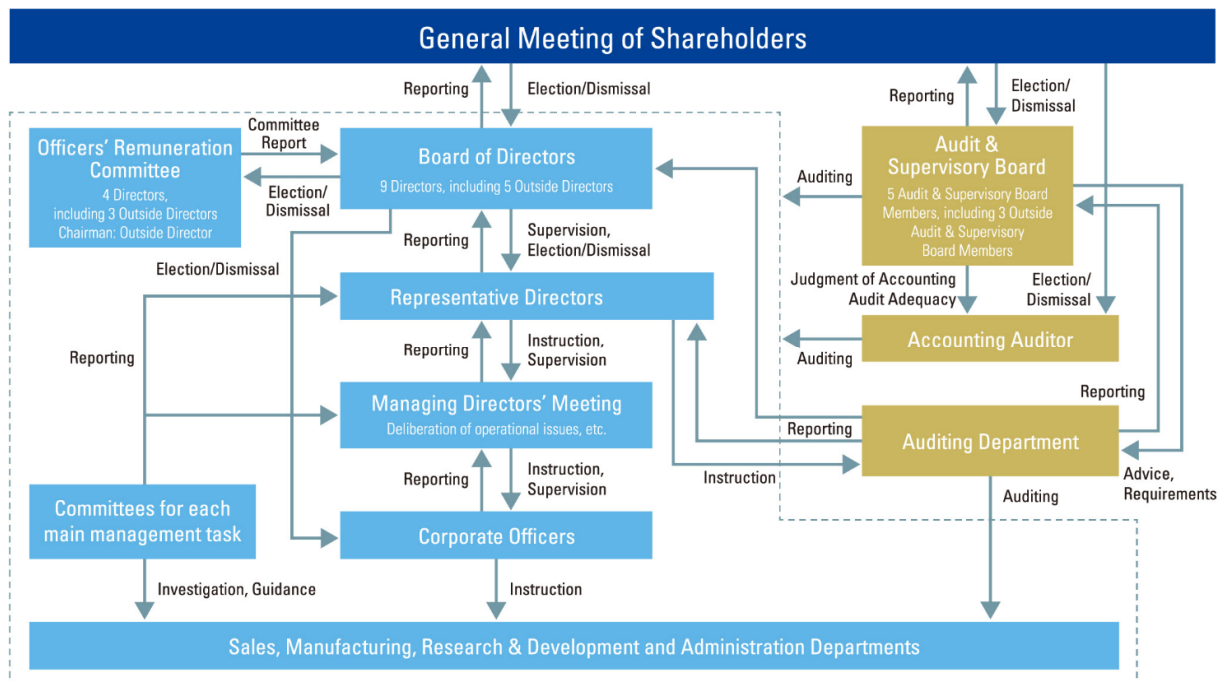 General Meeting of Shareholders
Reporting
Election/Dismissal
Reporting
Election/
Dismissal
Officers' Remuneration
Committee
4 Directors,
including 3 Outside Directors
Chairman: Outside Director
Committee
Report
Election/
Dismissal
Board of Directors
9 Directors, including 5 Outside Directors
Auditing
Audit &
Supervisory Board
5 Audit & Supervisory Board
Members, including 3 Outside
Audit & Supervisory
Board Members
Election/Dismissal
Reporting
Supervision,
Election/Dismissal
Judgment of Accounting
Audit Adequacy
Election/
Dismissal
Representative Directors
Accounting Auditor
Auditing
Reporting
Reporting
Instruction,
Supervision
Managing Directors' Meeting
Deliberation of operational issues, etc.
Reporting
Reporting
Auditing Department
Instruction
Auditing
Advice,
Requirements
Reporting
Instruction,
Supervision
Committees for each
main management task
Corporate Officers
Investigation, Guidance
Instruction
Sales, Manufacturing, Research & Development and Administration Departments